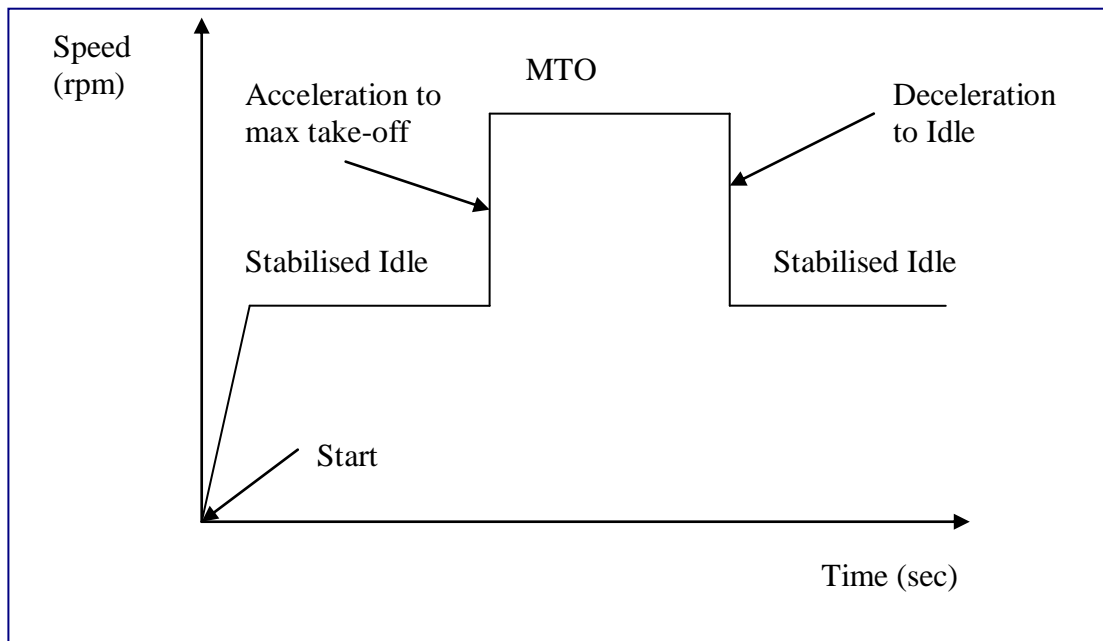 Speed
(rpm)
MTO
Acceleration to
max take-off
Deceleration
to Idle
Stabilised Idle
Stabilised Idle
Start
Time (sec)